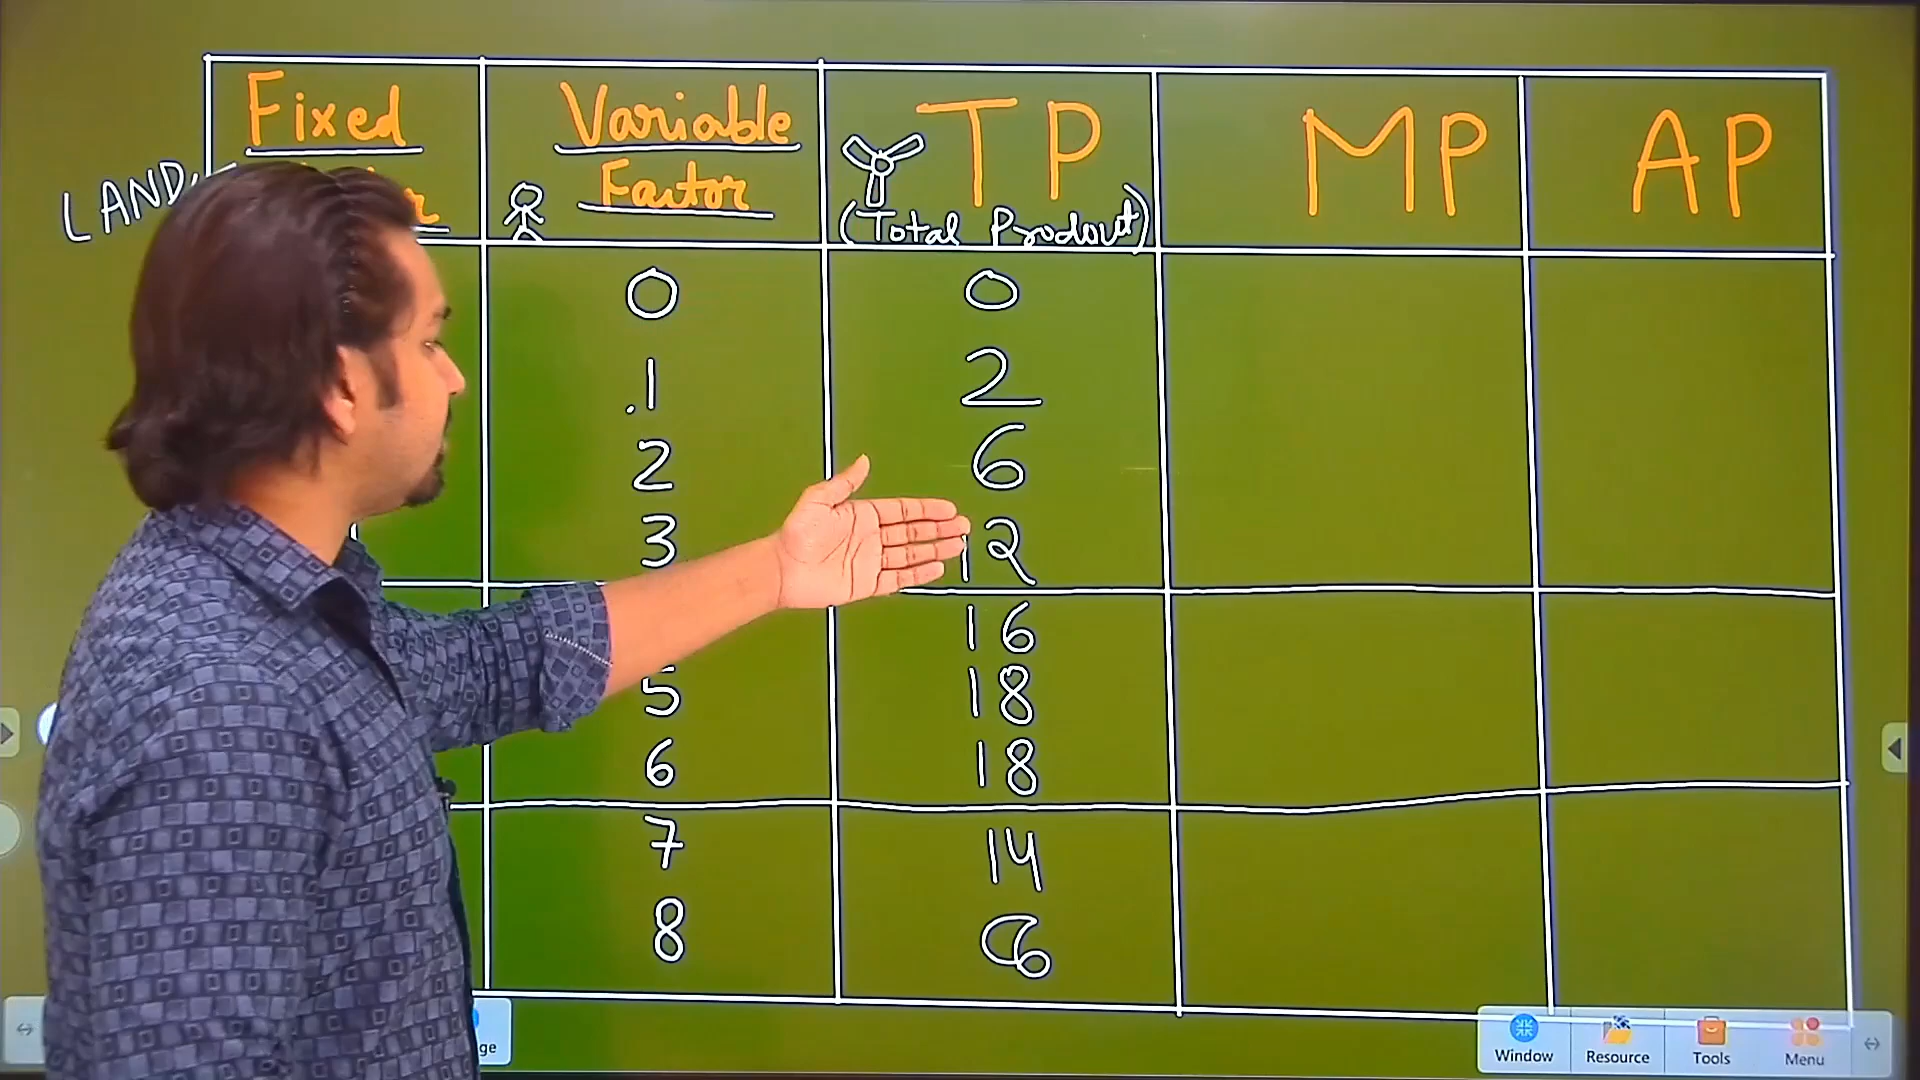 Fixed Variable TP MP AP
LAND Factor
(Total Product)
0 0
1 2
2 6
3 12
16
5 18
6 18
7 14
8 6
ge Window Resource Tools Menu